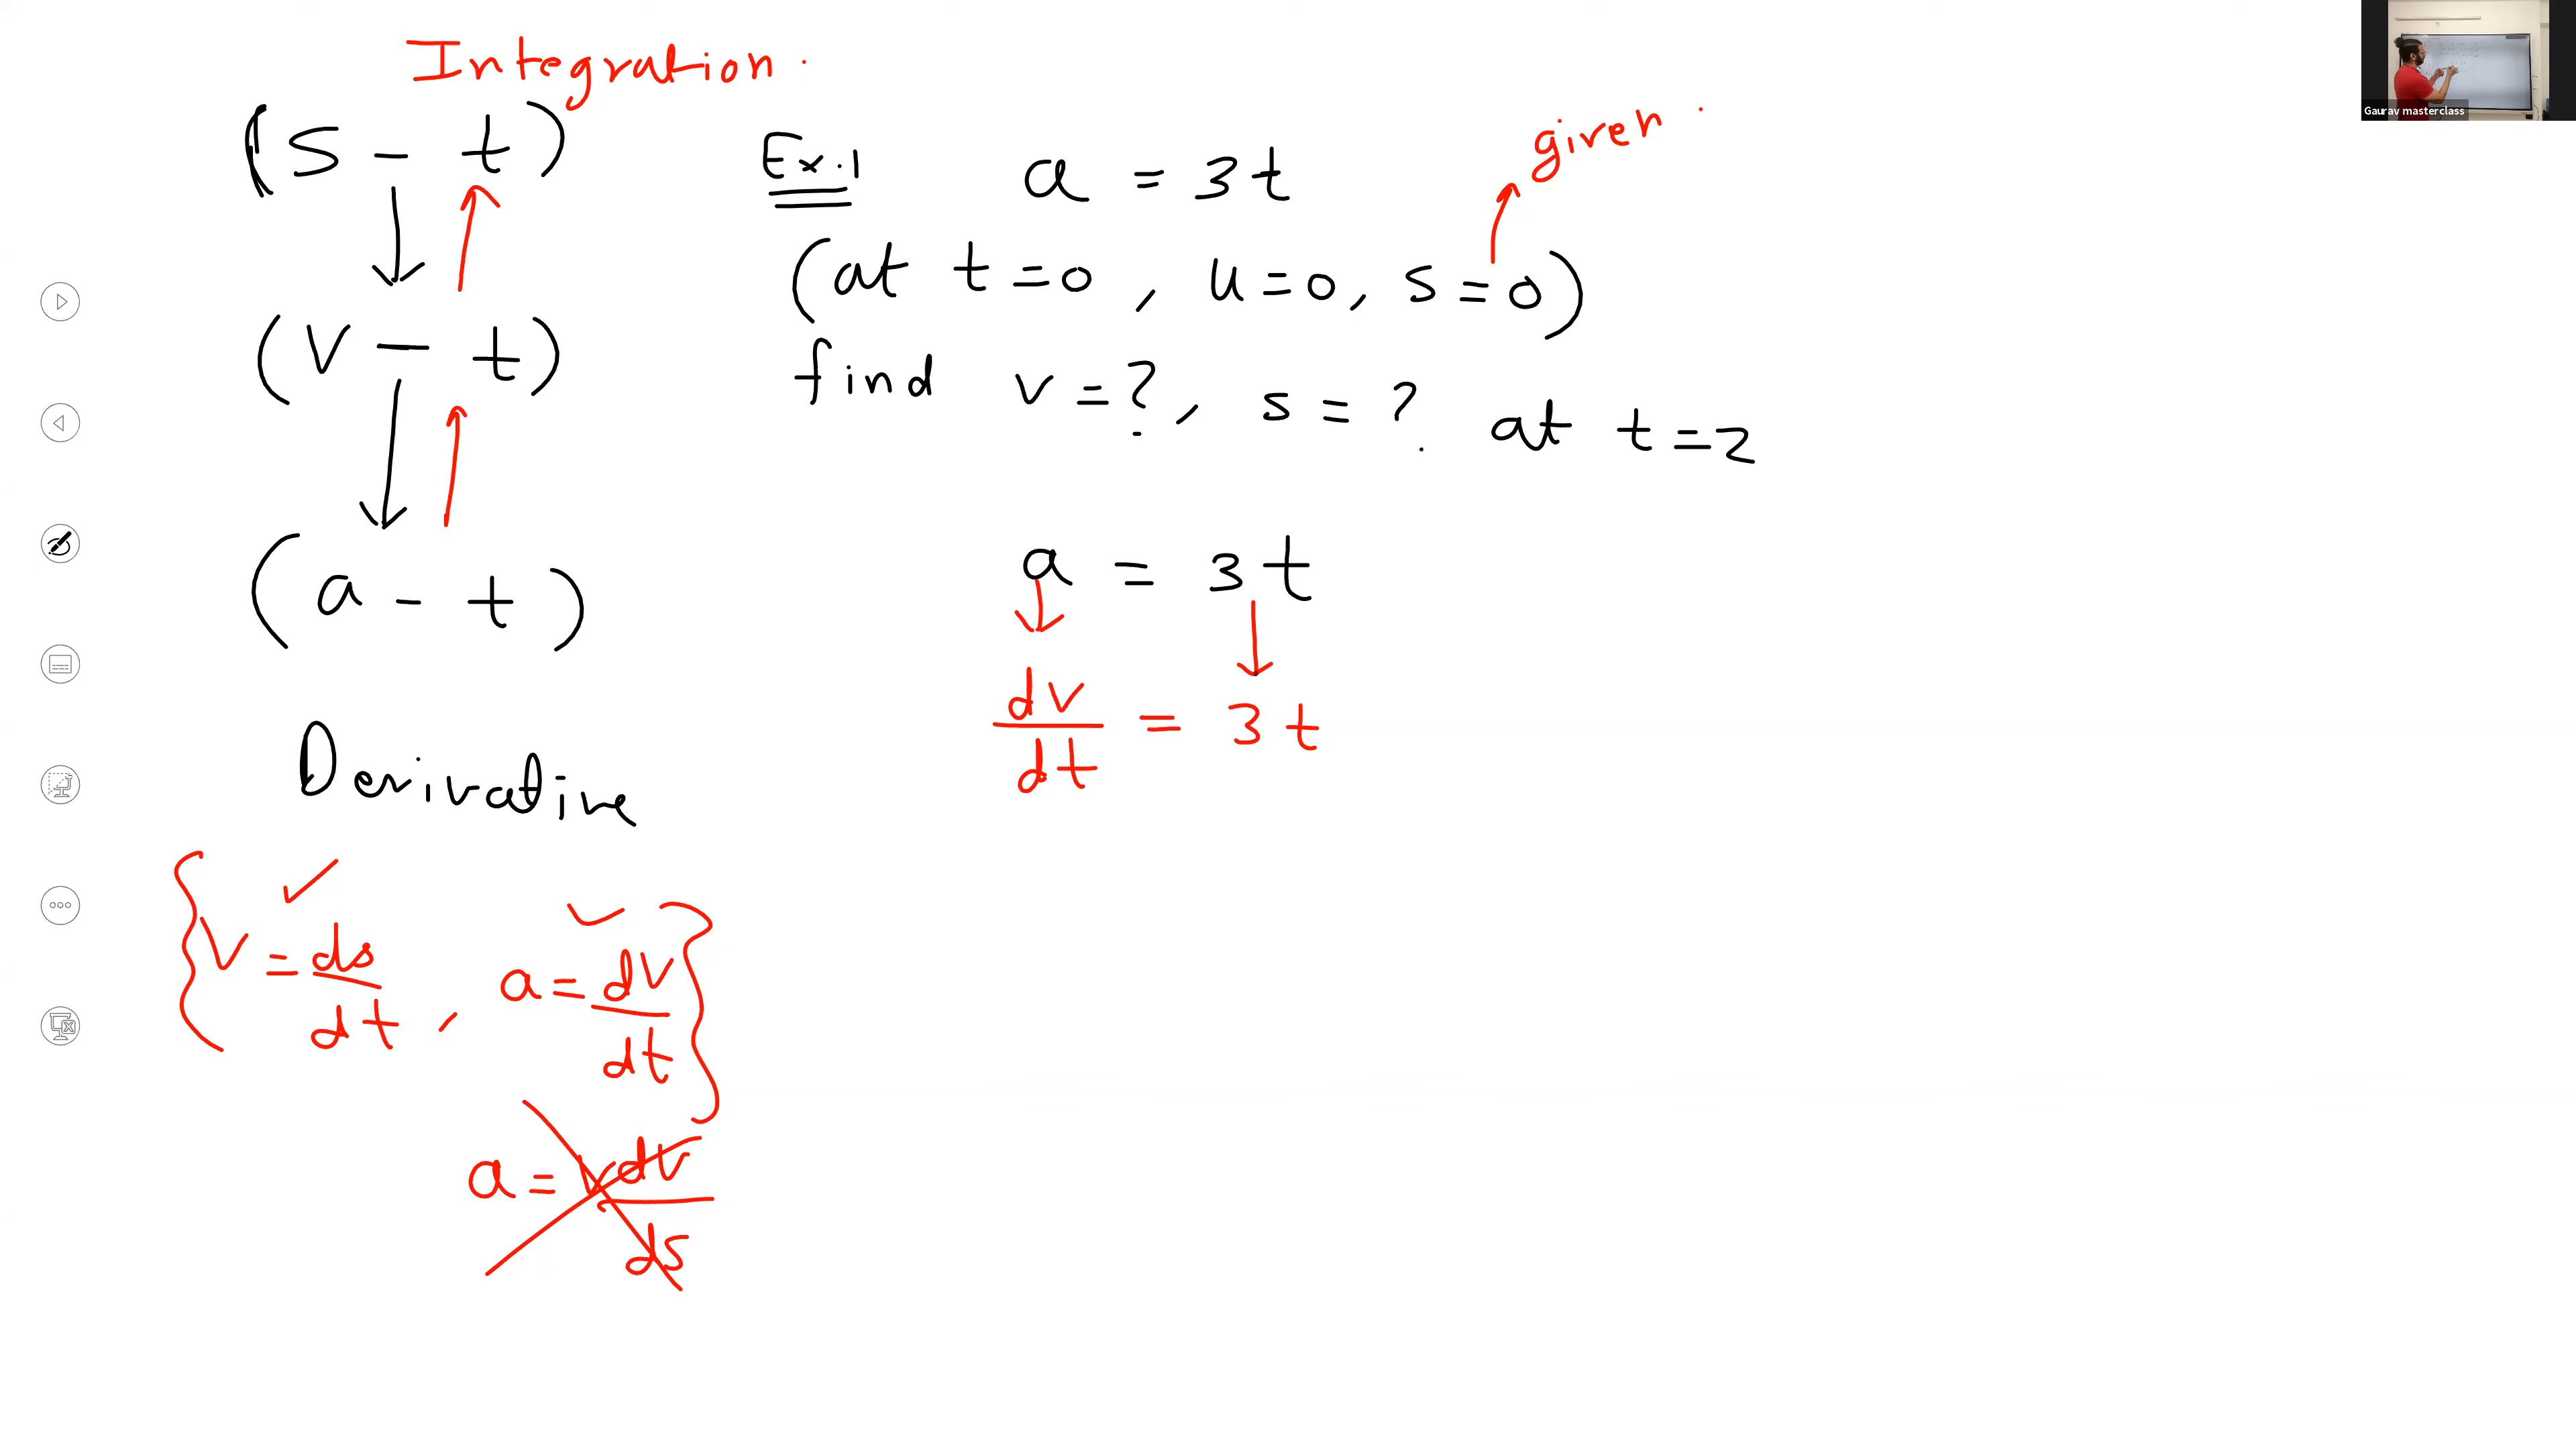 Integration.
(s - t)
(v - t)
(a - t)
Derivative
v = ds/dt, a = dv/dt
a = v dv/ds
Ex.1 a = 3t
given.
(at t=0, u=0, s=0)
find v=?, s=? at t=2
a = 3t
dv/dt = 3t
Gaurav masterclass